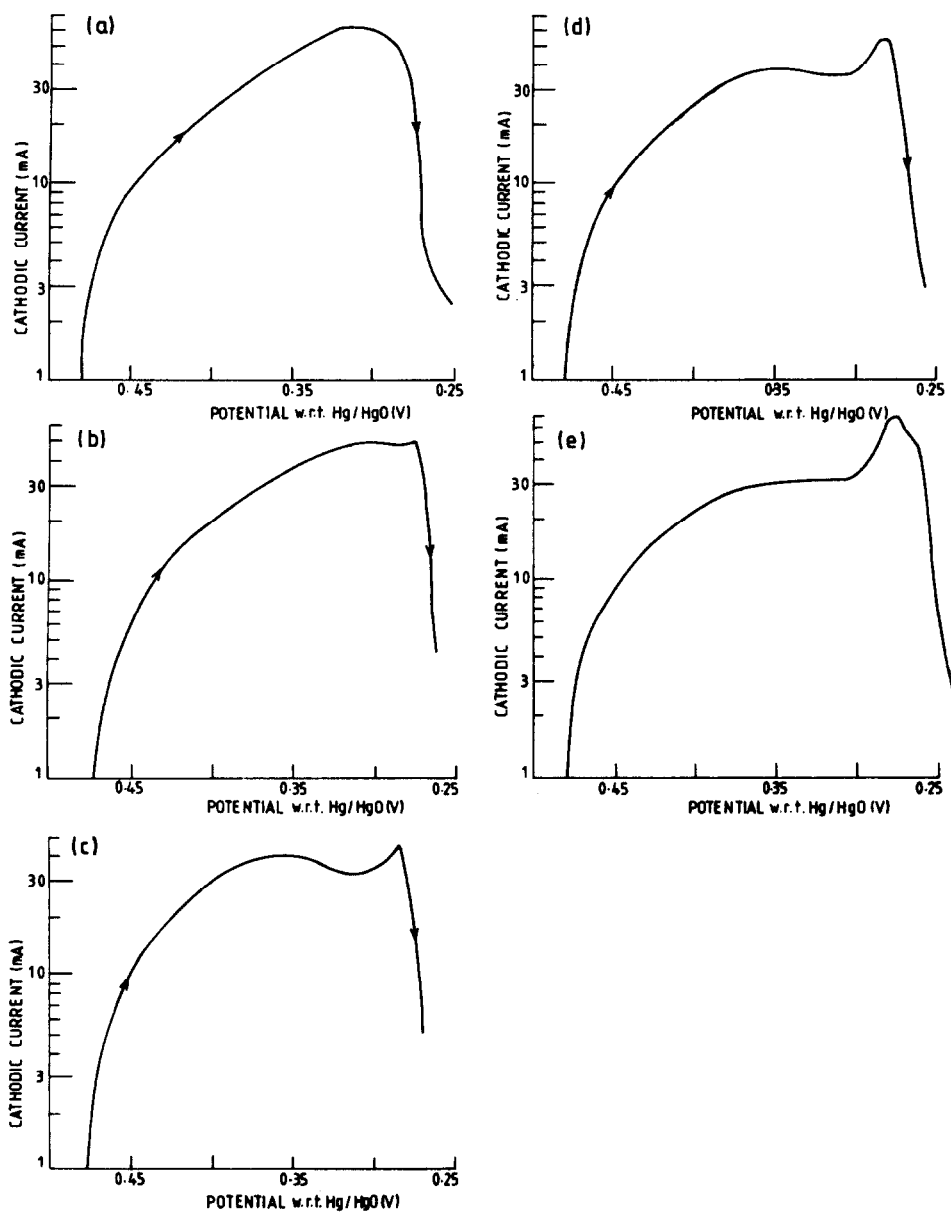 (a)
CATHODIC CURRENT (mA)
30
10
3
1
0·45
0·35
0·25
POTENTIAL w.r.t. Hg/HgO(V)
(b)
CATHODIC CURRENT (mA)
30
10
3
1
0·45
0·35
0·25
POTENTIAL w.r.t. Hg/HgO(V)
(c)
CATHODIC CURRENT (mA)
30
10
3
1
0·45
0·35
0·25
POTENTIAL w.r.t. Hg/HgO(V)
(d)
CATHODIC CURRENT (mA)
30
10
3
1
0·45
0·35
0·25
POTENTIAL w.r.t. Hg/HgO(V)
(e)
CATHODIC CURRENT (mA)
30
10
3
1
0·45
0·35
0·25
POTENTIAL w.r.t. Hg/HgO(V)